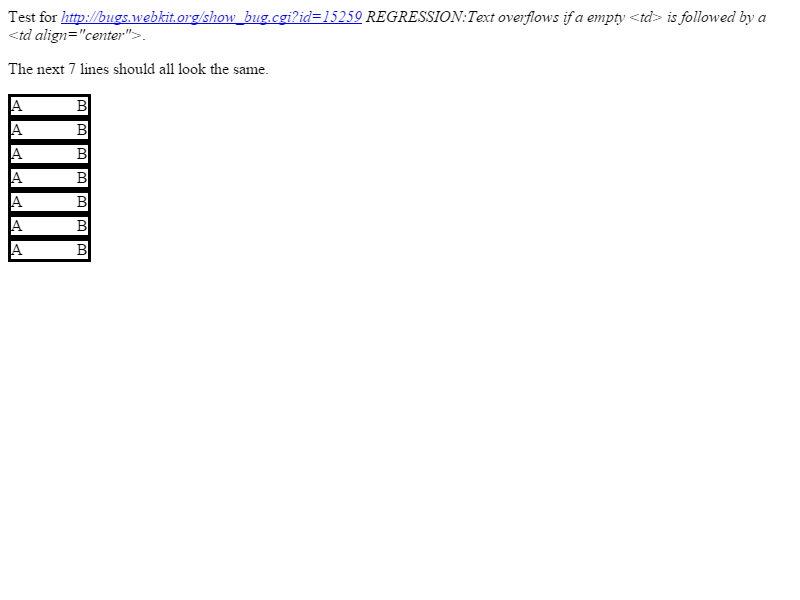 Test for http://bugs.webkit.org/show_bug.cgi?id=15259 REGRESSION:Text overflows if a empty <td> is followed by a
<td align="center">.
The next 7 lines should all look the same.
A B
A B
A B
A B
A B
A B
A B